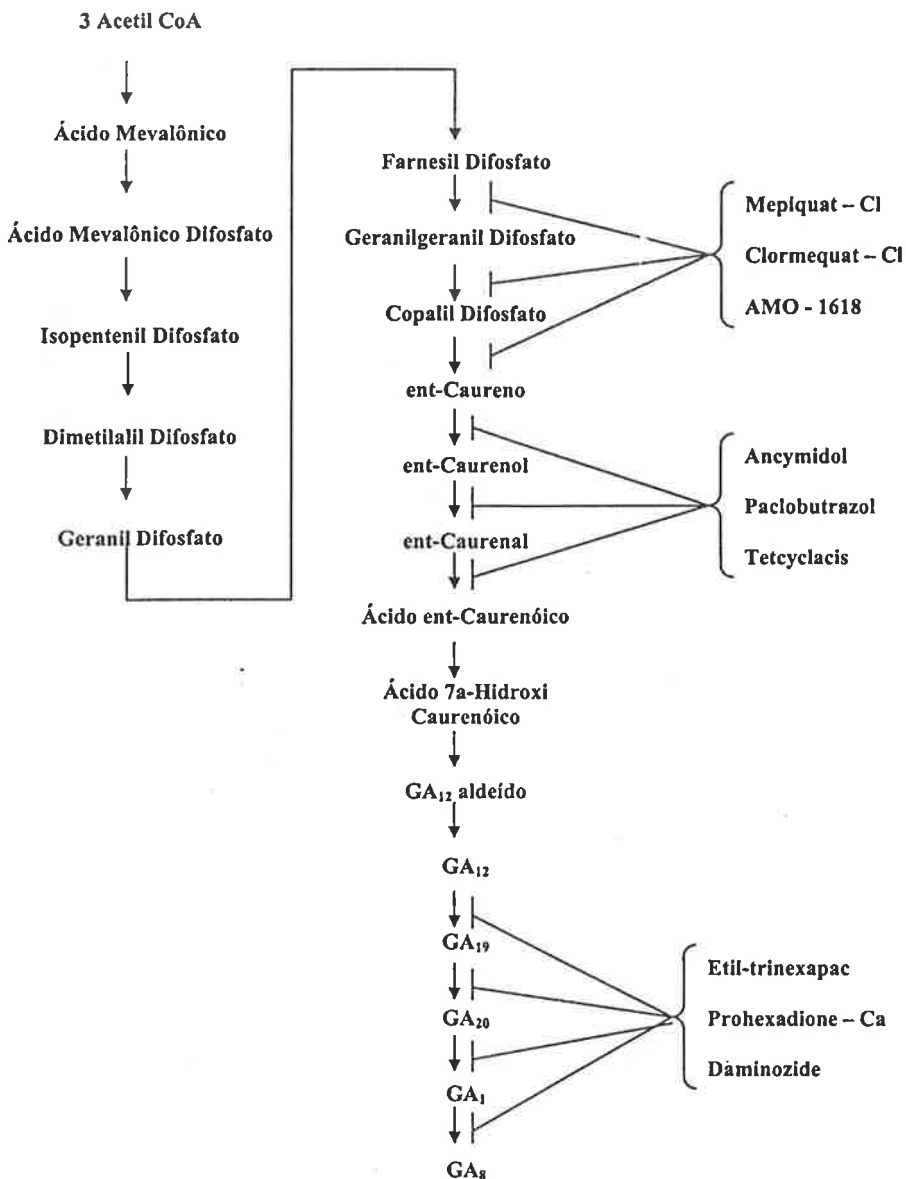 3 Acetil CoA
Ácido Mevalônico
Ácido Mevalônico Difosfato
Isopentenil Difosfato
Dimetilalil Difosfato
Geranil Difosfato
Farnesil Difosfato
Geranilgeranil Difosfato
Copalil Difosfato
ent-Caureno
ent-Caurenol
ent-Caurenal
Ácido ent-Caurenóico
Ácido 7a-Hidroxi
Caurenóico
GA₁₂ aldeído
GA₁₂
GA₁₉
GA₂₀
GA₁
GA₈
Mepiquat – Cl
Clormequat – Cl
AMO - 1618
Ancymidol
Paclobutrazol
Tetcyclacis
Etil-trinexapac
Prohexadione – Ca
Daminozide